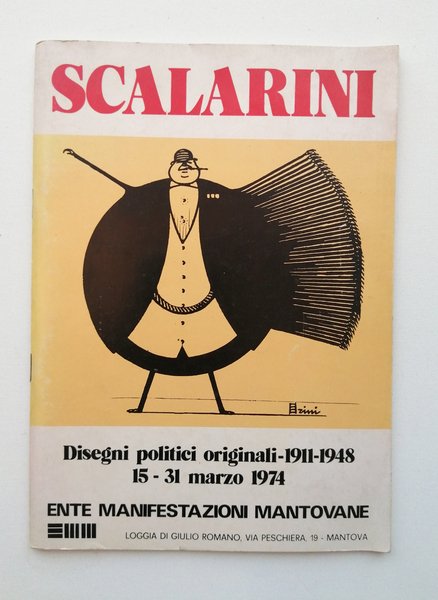 SCALARINI
rini
Disegni politici originali-1911-1948
15 - 31 marzo 1974
ENTE MANIFESTAZIONI MANTOVANE
LOGGIA DI GIULIO ROMANO, VIA PESCHIERA, 19 - MANTOVA